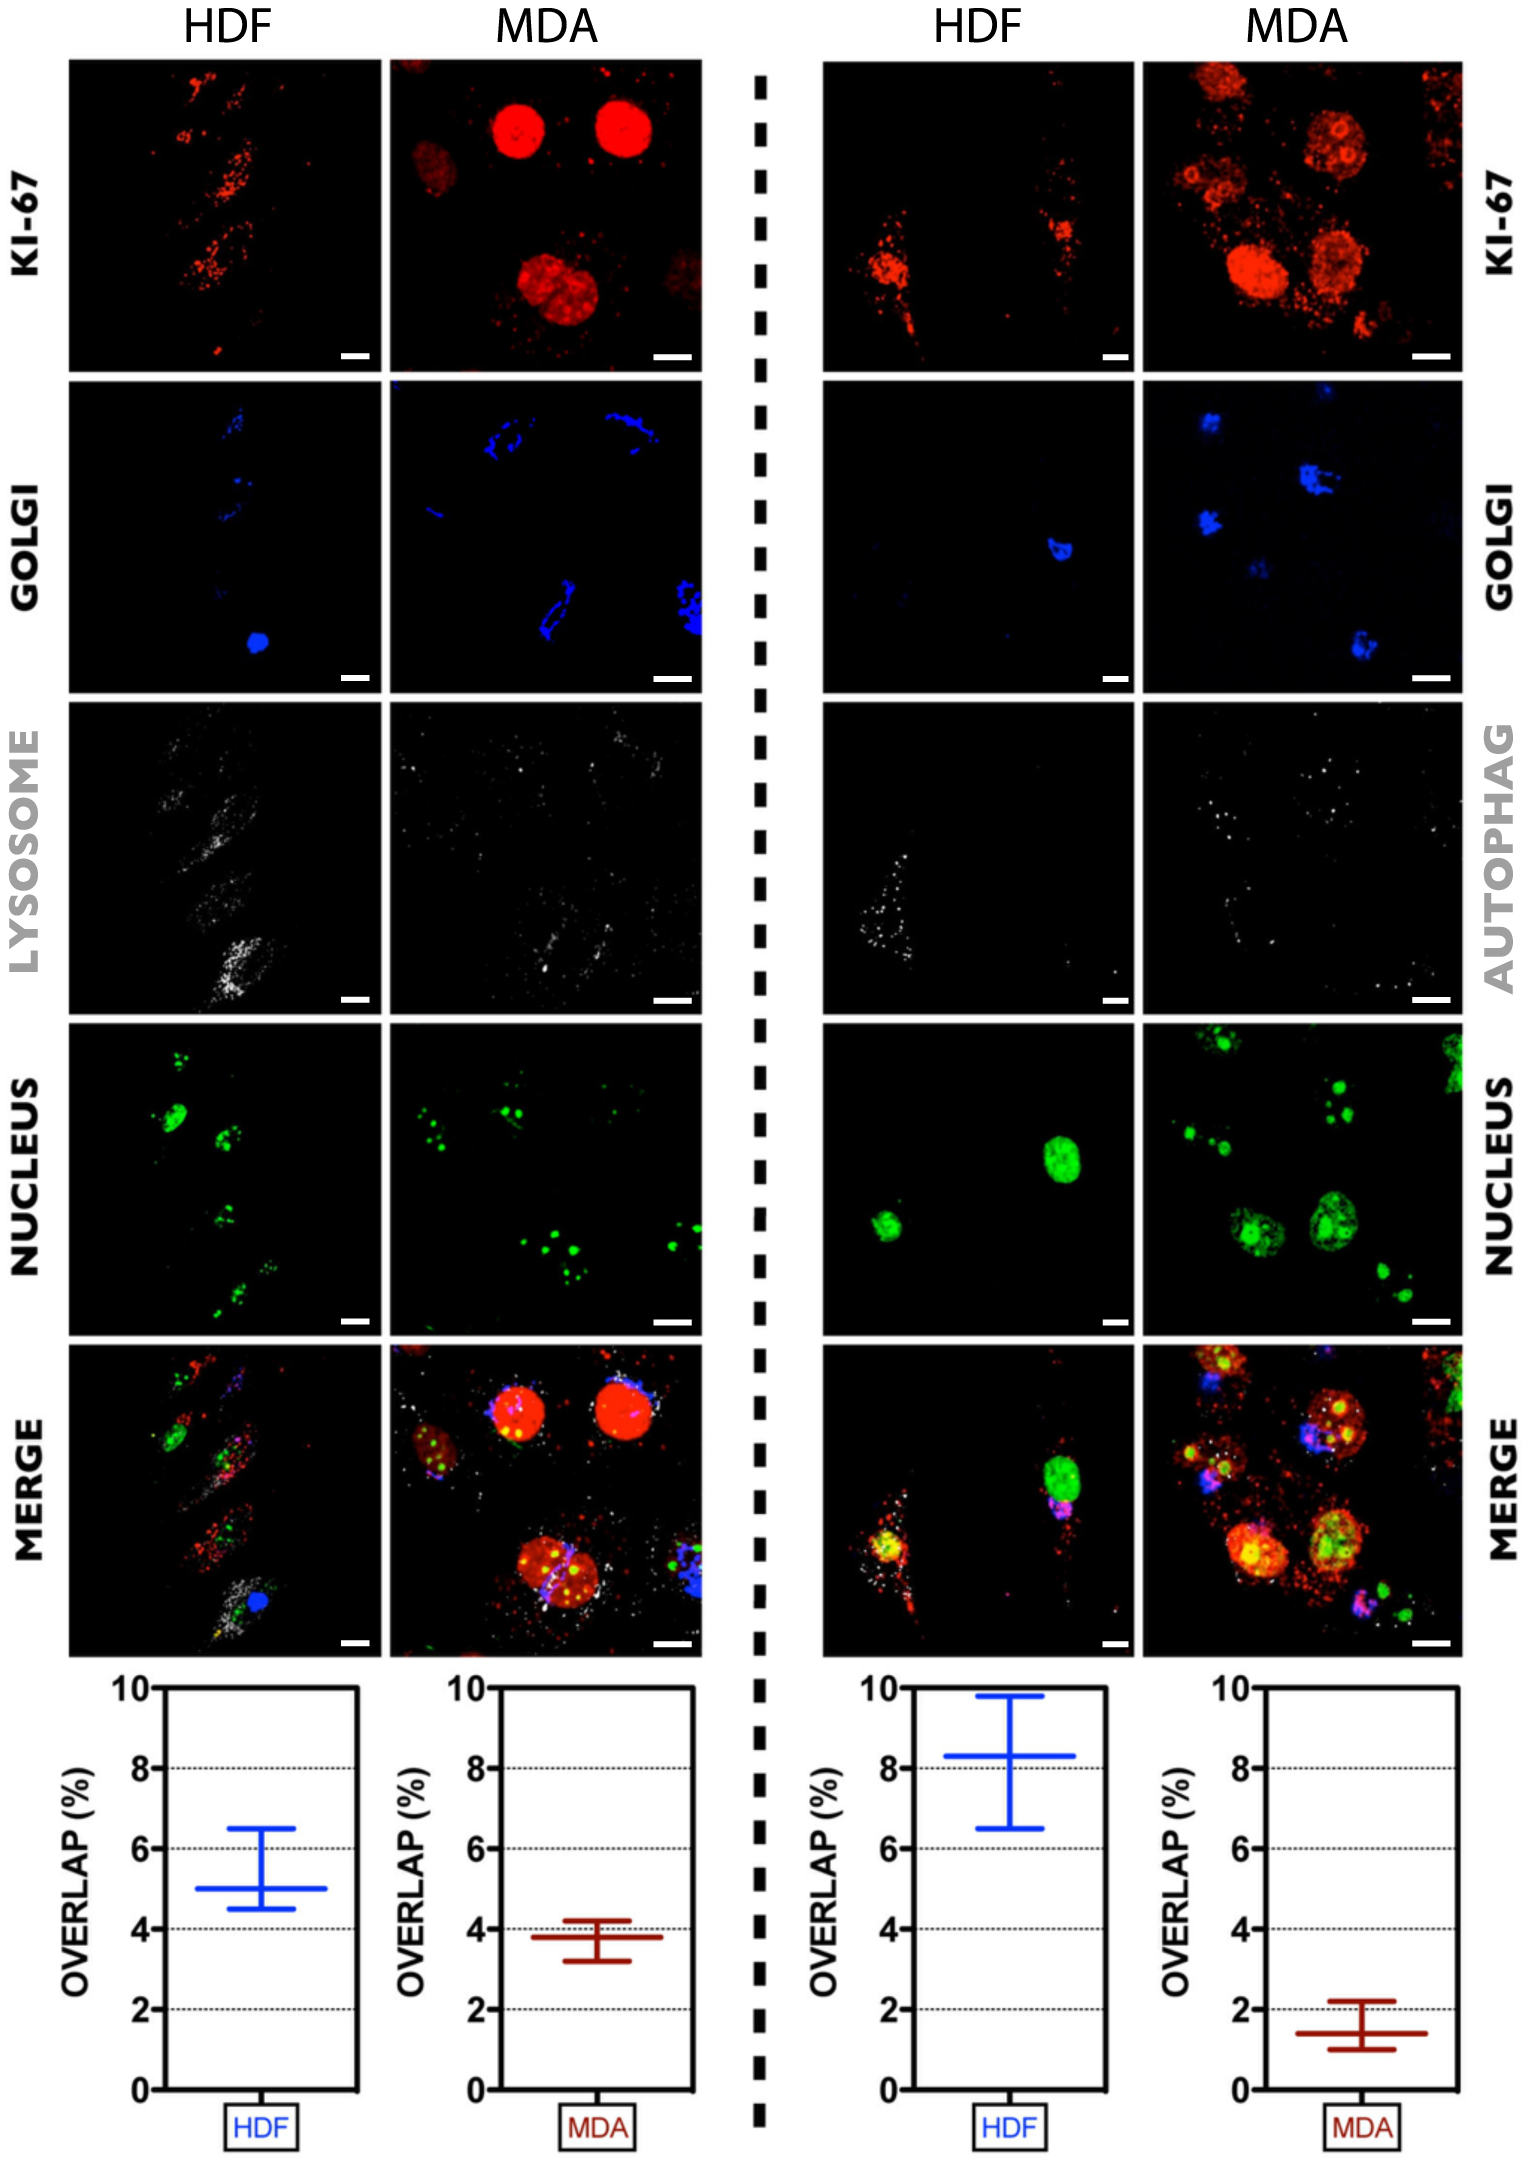 HDF MDA HDF MDA
KI-67 KI-67
GOLGI GOLGI
LYSOSOME AUTOPHAG
NUCLEUS NUCLEUS
MERGE MERGE
10 10 10 10
8 8 8 8
6 6 6 6
4 4 4 4
2 2 2 2
0 0 0 0
OVERLAP (%) OVERLAP (%) OVERLAP (%) OVERLAP (%)
HDF MDA HDF MDA